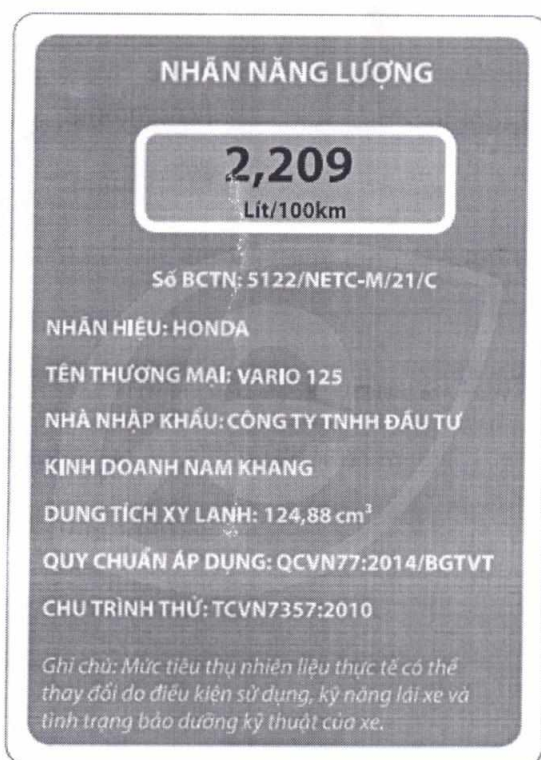 NHÃN NĂNG LƯỢNG
2,209
Lít/100km
Số BCTN: 5122/NETC-M/21/C
NHÃN HIỆU: HONDA
TÊN THƯƠNG MẠI: VARIO 125
NHÀ NHẬP KHẨU: CÔNG TY TNHH ĐẦU TƯ
KINH DOANH NAM KHANG
DUNG TÍCH XY LANH: 124,88 cm³
QUY CHUẨN ÁP DỤNG: QCVN77:2014/BGTVT
CHU TRÌNH THỬ: TCVN7357:2010
Ghi chú: Mức tiêu thụ nhiên liệu thực tế có thể
thay đổi do điều kiện sử dụng, kỹ năng lái xe và
tình trạng bảo dưỡng kỹ thuật của xe.